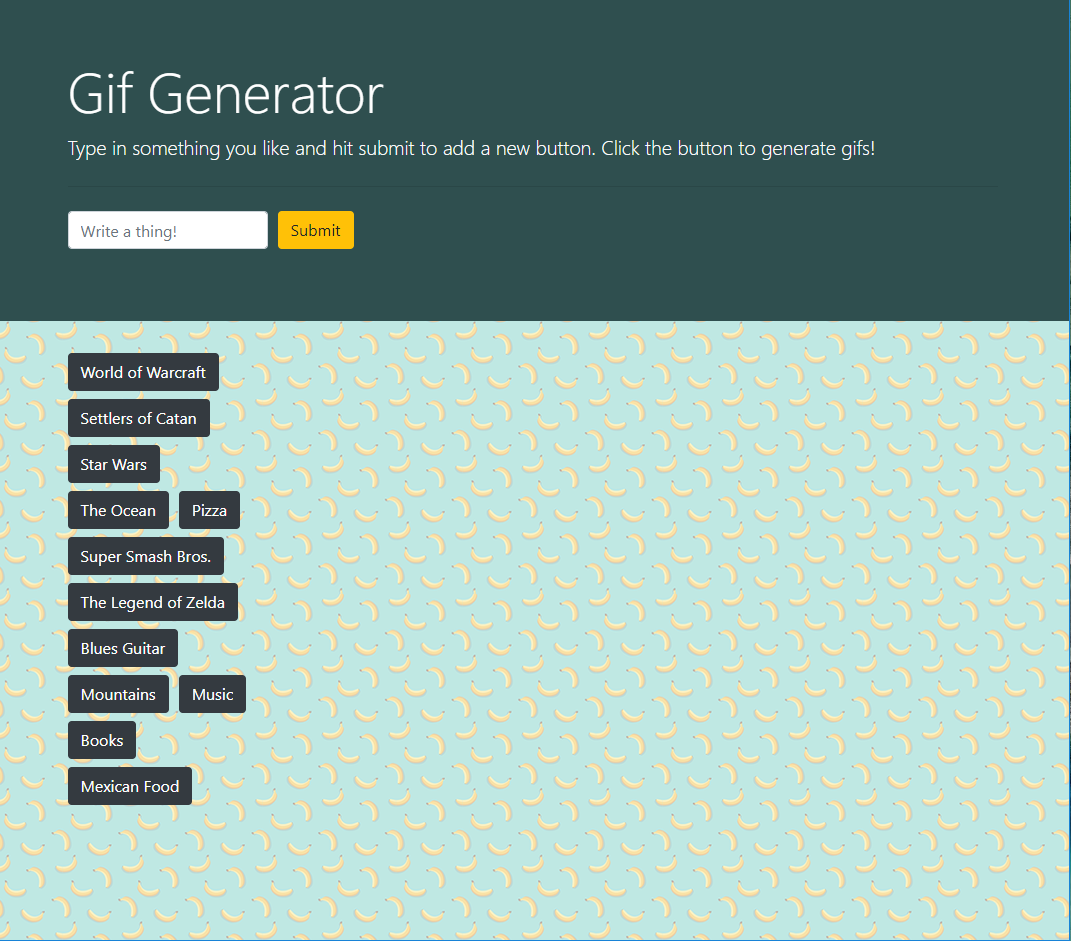 Gif Generator
Type in something you like and hit submit to add a new button. Click the button to generate gifs!
Write a thing! Submit
World of Warcraft
Settlers of Catan
Star Wars
The Ocean Pizza
Super Smash Bros.
The Legend of Zelda
Blues Guitar
Mountains Music
Books
Mexican Food